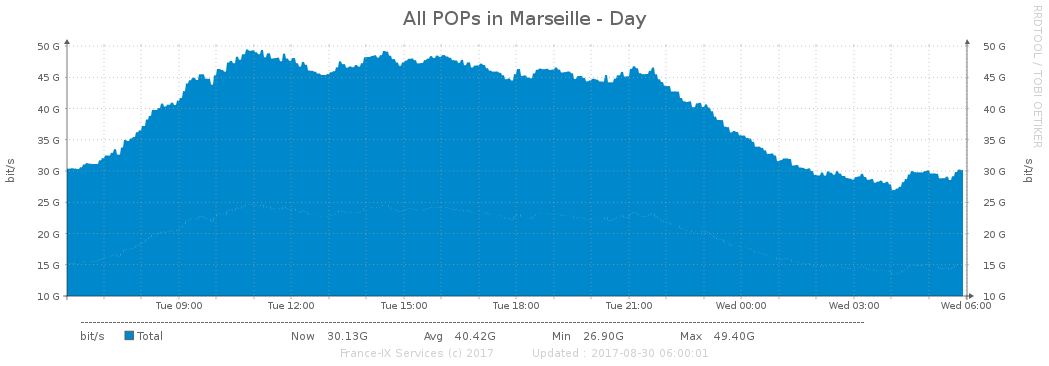 All POPs in Marseille - Day
RRDTOOL / TOBI OETIKER
bit/s
50 G 50 G
45 G 45 G
40 G 40 G
35 G 35 G
30 G 30 G
25 G 25 G
20 G 20 G
15 G 15 G
10 G 10 G
bit/s
Tue 09:00 Tue 12:00 Tue 15:00 Tue 18:00 Tue 21:00 Wed 00:00 Wed 03:00 Wed 06:00
bit/s Total Now 30.13G Avg 40.42G Min 26.90G Max 49.40G
France-IX Services (c) 2017 Updated : 2017-08-30 06:00:01